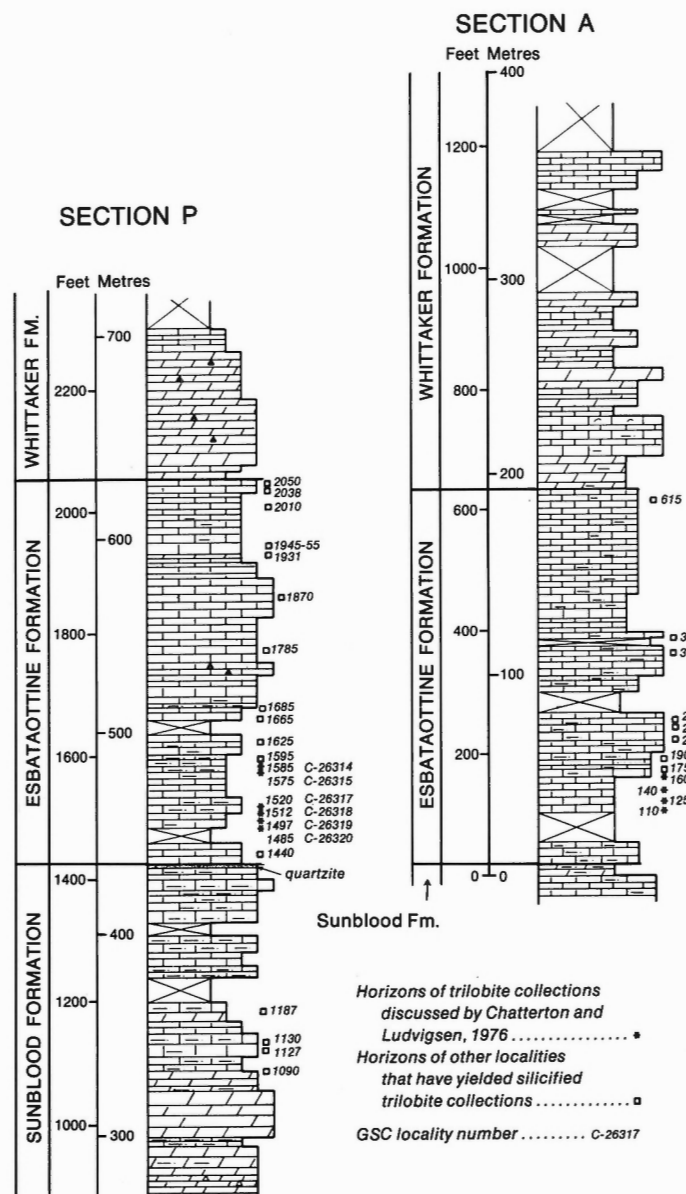 SECTION A
Feet Metres
400
1200
1000
300
800
200
600
400
100
200
0 0
WHITTAKER FORMATION
ESBATAOTTINE FORMATION
Sunblood Fm.
615
190
175
160
140
125
110
SECTION P
Feet Metres
700
2200
2000
600
1800
500
1600
1400
400
1200
1000
300
WHITTAKER FM.
ESBATAOTTINE FORMATION
SUNBLOOD FORMATION
2050
2038
2010
1945-55
1931
1870
1785
1685
1665
1625
1595
1585 C-26314
1575 C-26315
1520 C-26317
1512 C-26318
1497 C-26319
1485 C-26320
1440
quartzite
1187
1130
1127
1090
Horizons of trilobite collections
discussed by Chatterton and
Ludvigsen, 1976 ............... *
Horizons of other localities
that have yielded silicified
trilobite collections ............
GSC locality number ........ C-26317